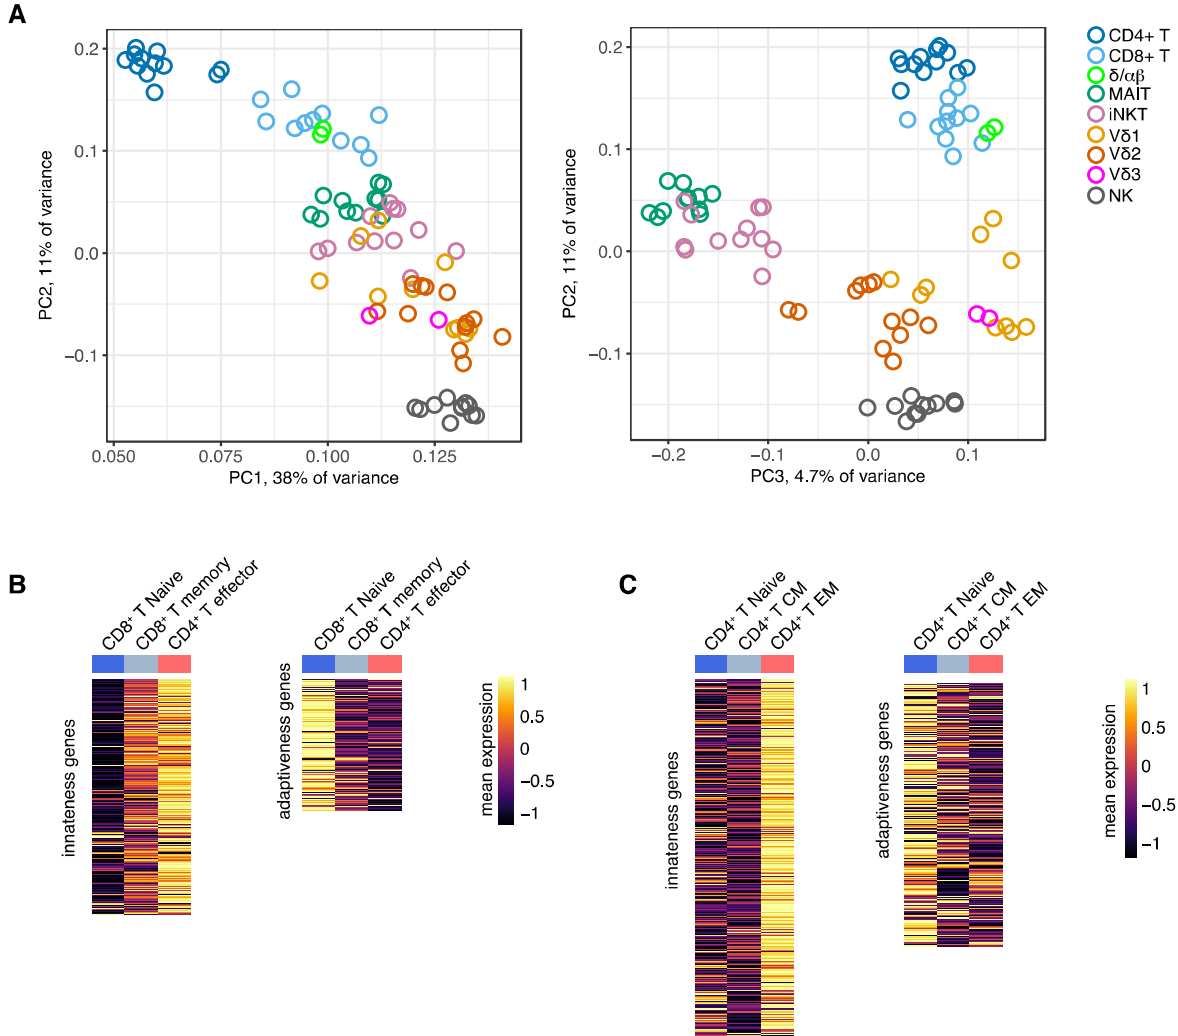 A
0.2
0.1
0.0
−0.1
PC2, 11% of variance
0.050
0.075
0.100
0.125
PC1, 38% of variance
0.2
0.1
0.0
−0.1
PC2, 11% of variance
−0.2
−0.1
0.0
0.1
PC3, 4.7% of variance
CD4+ T
CD8+ T
δ/αβ
MAIT
iNKT
Vδ1
Vδ2
Vδ3
NK
B
CD8⁺ T Naive
CD8⁺ T memory
CD4⁺ T effector
innateness genes
CD8⁺ T Naive
CD8⁺ T memory
CD4⁺ T effector
adaptiveness genes
mean expression
1
0.5
0
−0.5
−1
C
CD4⁺ T Naive
CD4⁺ T CM
CD4⁺ T EM
innateness genes
CD4⁺ T Naive
CD4⁺ T CM
CD4⁺ T EM
adaptiveness genes
mean expression
1
0.5
0
−0.5
−1